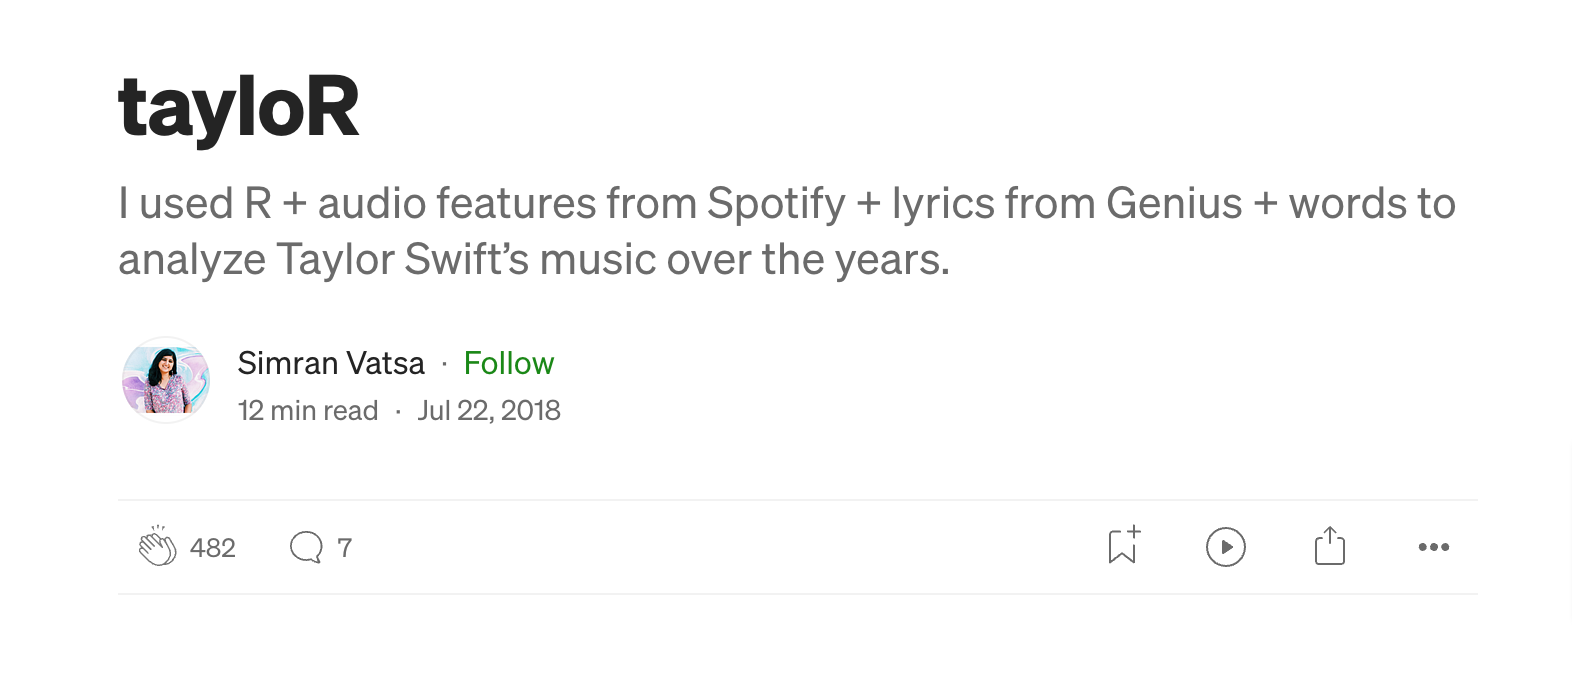 tayloR
I used R + audio features from Spotify + lyrics from Genius + words to
analyze Taylor Swift’s music over the years.
Simran Vatsa · Follow
12 min read · Jul 22, 2018
482 7